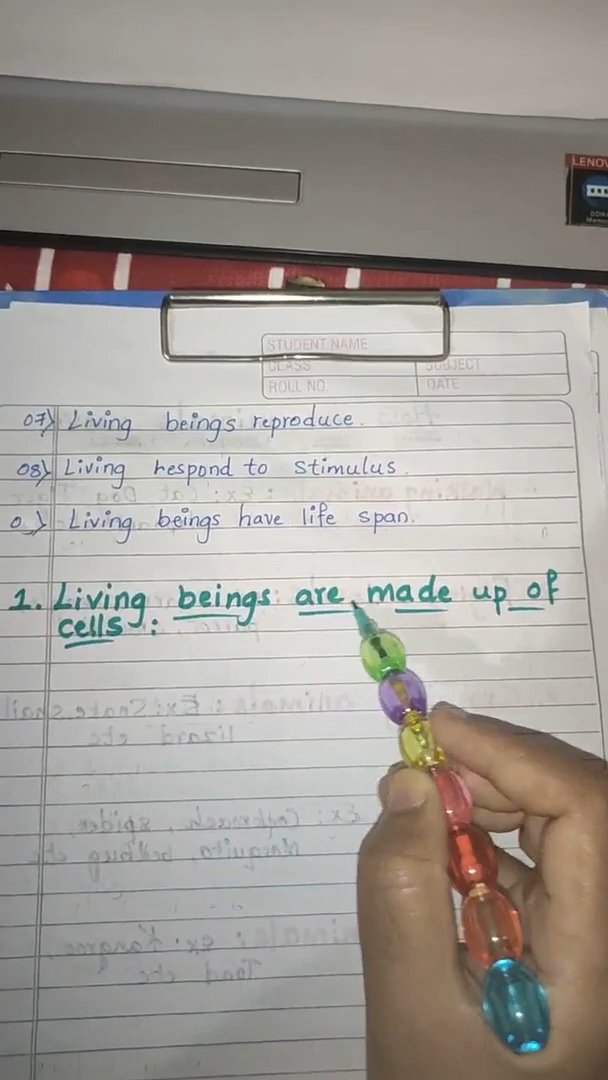 LENOV
STUDENT NAME
CLASS SUBJECT
ROLL NO DATE
07) Living beings reproduce.
08) Living respond to stimulus.
0 ) Living beings have life span.
1. Living beings are made up of
cells :